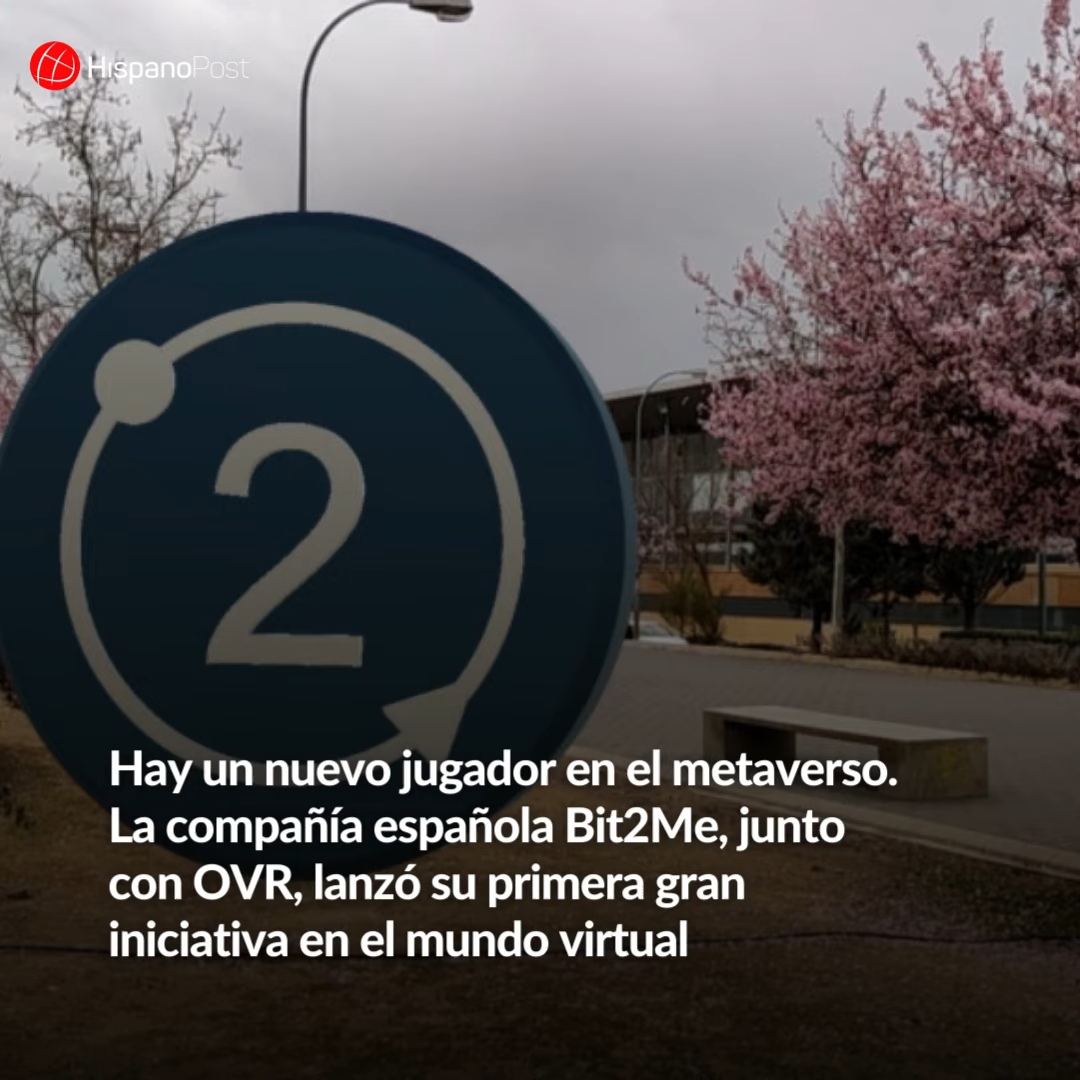 HispanoPost
2
Hay un nuevo jugador en el metaverso.
La compañía española Bit2Me, junto
con OVR, lanzó su primera gran
iniciativa en el mundo virtual